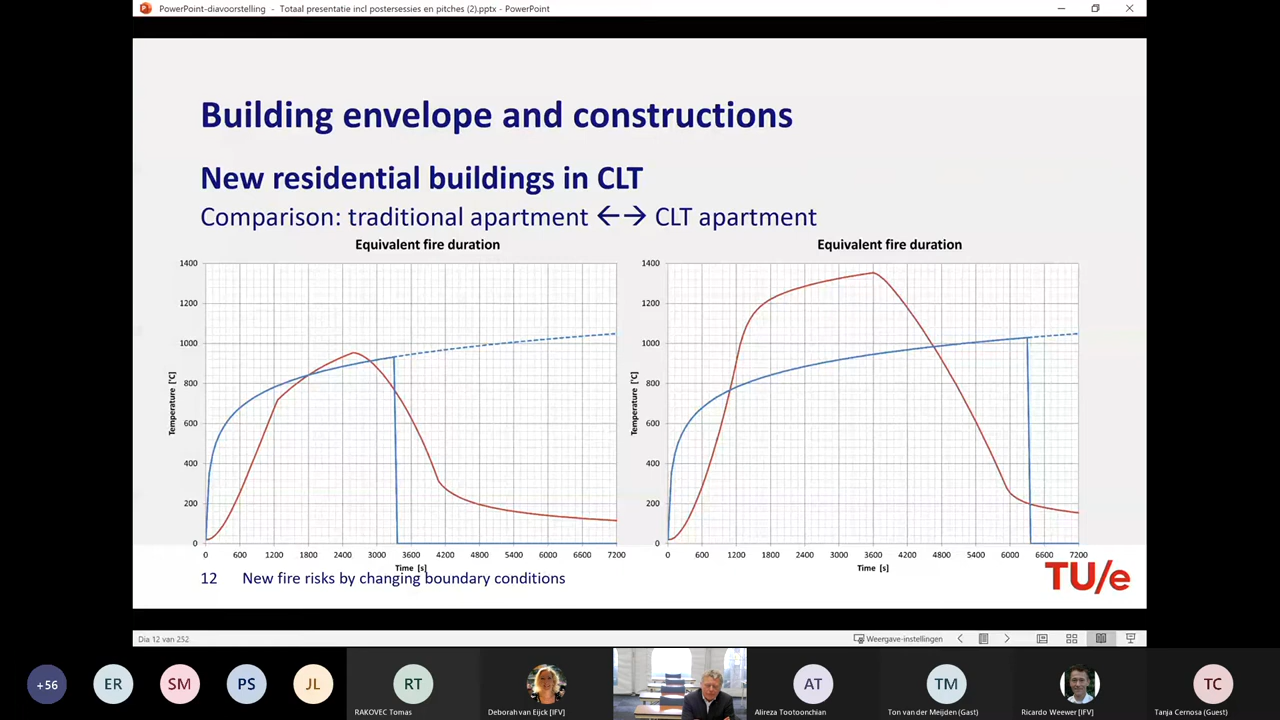 PowerPoint-diavoorstelling - Totaal presentatie incl postersessies en pitches (2).pptx - PowerPoint
Building envelope and constructions
New residential buildings in CLT
Comparison: traditional apartment ←→ CLT apartment
Equivalent fire duration
1400
1200
1000
800
600
400
200
0
Temperature [°C]
0 600 1200 1800 2400 3000 3600 4200 4800 5400 6000 6600 7200
Time [s]
Equivalent fire duration
1400
1200
1000
800
600
400
200
0
Temperature [°C]
0 600 1200 1800 2400 3000 3600 4200 4800 5400 6000 6600 7200
Time [s]
12 New fire risks by changing boundary conditions
TU/e
Dia 12 van 252
Weergave-instellingen
+56 ER SM PS JL RT AT TM TC
RAKOVEC Tomas
Deborah van Eijck [IFV]
Alireza Tootoonchian
Ton van der Meijden (Gast)
Ricardo Weewer [IFV]
Tanja Cernosa (Guest)